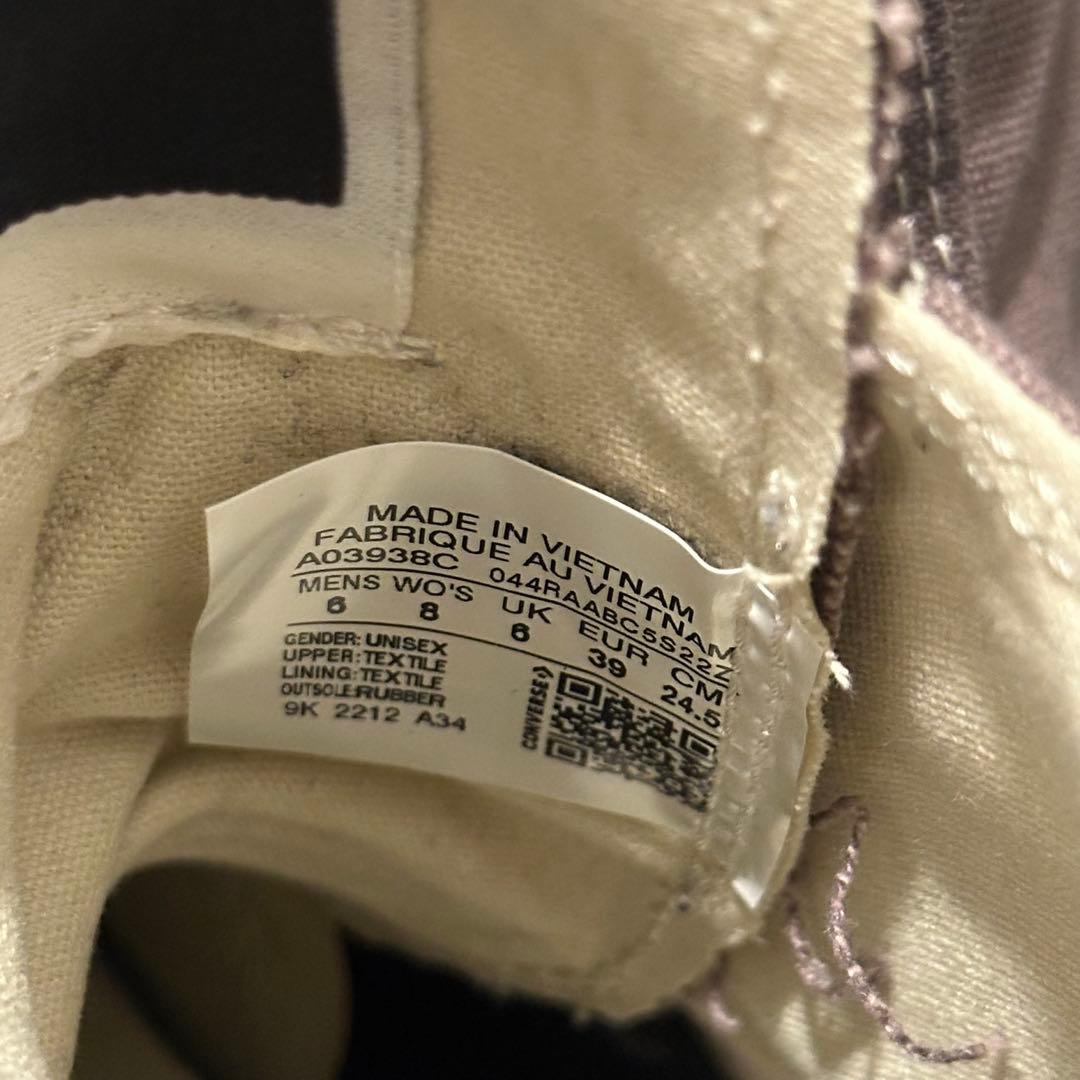 MADE IN VIETNAM
FABRIQUE AU VIETNAM
A03938C 044RAABC5S22Z
MENS WO'S UK EUR CM
6 8 6 39 24.5
GENDER: UNISEX
UPPER: TEXTILE
LINING: TEXTILE
OUTSOLE:RUBBER
9K 2212 A34
CONVERSE